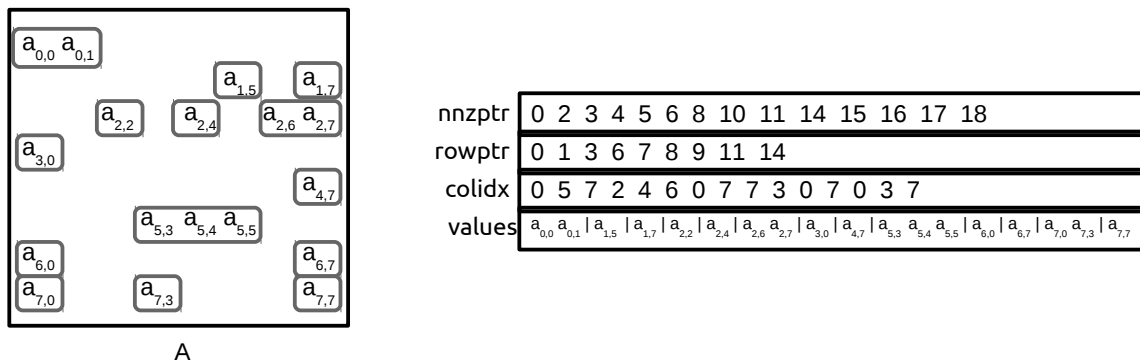 a0,0 a0,1
a1,5 a1,7
a2,2 a2,4 a2,6 a2,7
a3,0
a4,7
a5,3 a5,4 a5,5
a6,0 a6,7
a7,0 a7,3 a7,7
A
nnzptr 0 2 3 4 5 6 8 10 11 14 15 16 17 18
rowptr 0 1 3 6 7 8 9 11 14
colidx 0 5 7 2 4 6 0 7 7 3 0 7 0 3 7
values a0,0 a0,1 | a1,5 | a1,7 | a2,2 | a2,4 | a2,6 a2,7 | a3,0 | a4,7 | a5,3 a5,4 a5,5 | a6,0 | a6,7 | a7,0 a7,3 | a7,7